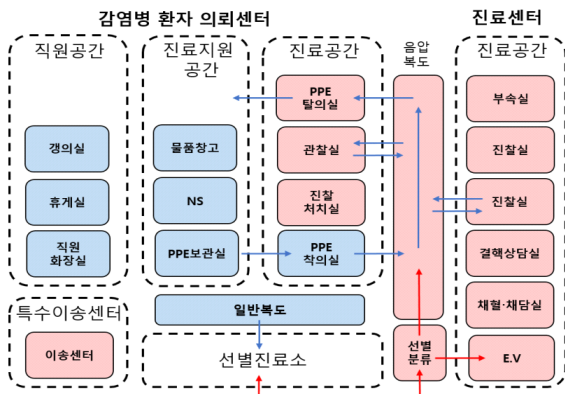 감염병 환자 의뢰센터
진료센터
직원공간
진료지원
공간
진료공간
음압
복도
진료공간
PPE
탈의실
부속실
갱의실
물품창고
관찰실
진찰실
휴게실
NS
진찰
처치실
진찰실
직원
화장실
PPE보관실
PPE
착의실
결핵상담실
특수이송센터
일반복도
채혈·채담실
이송센터
선별진료소
선별
분류
E.V